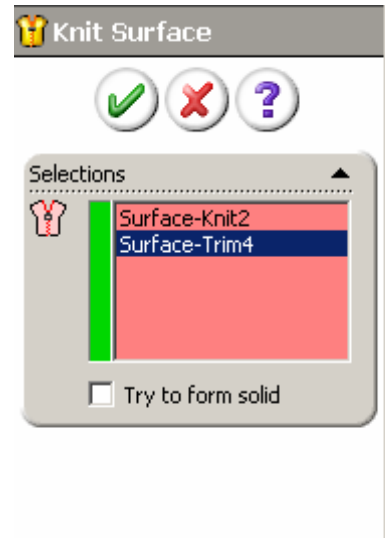 Knit Surface
?
Selections
Surface-Knit2
Surface-Trim4
Try to form solid